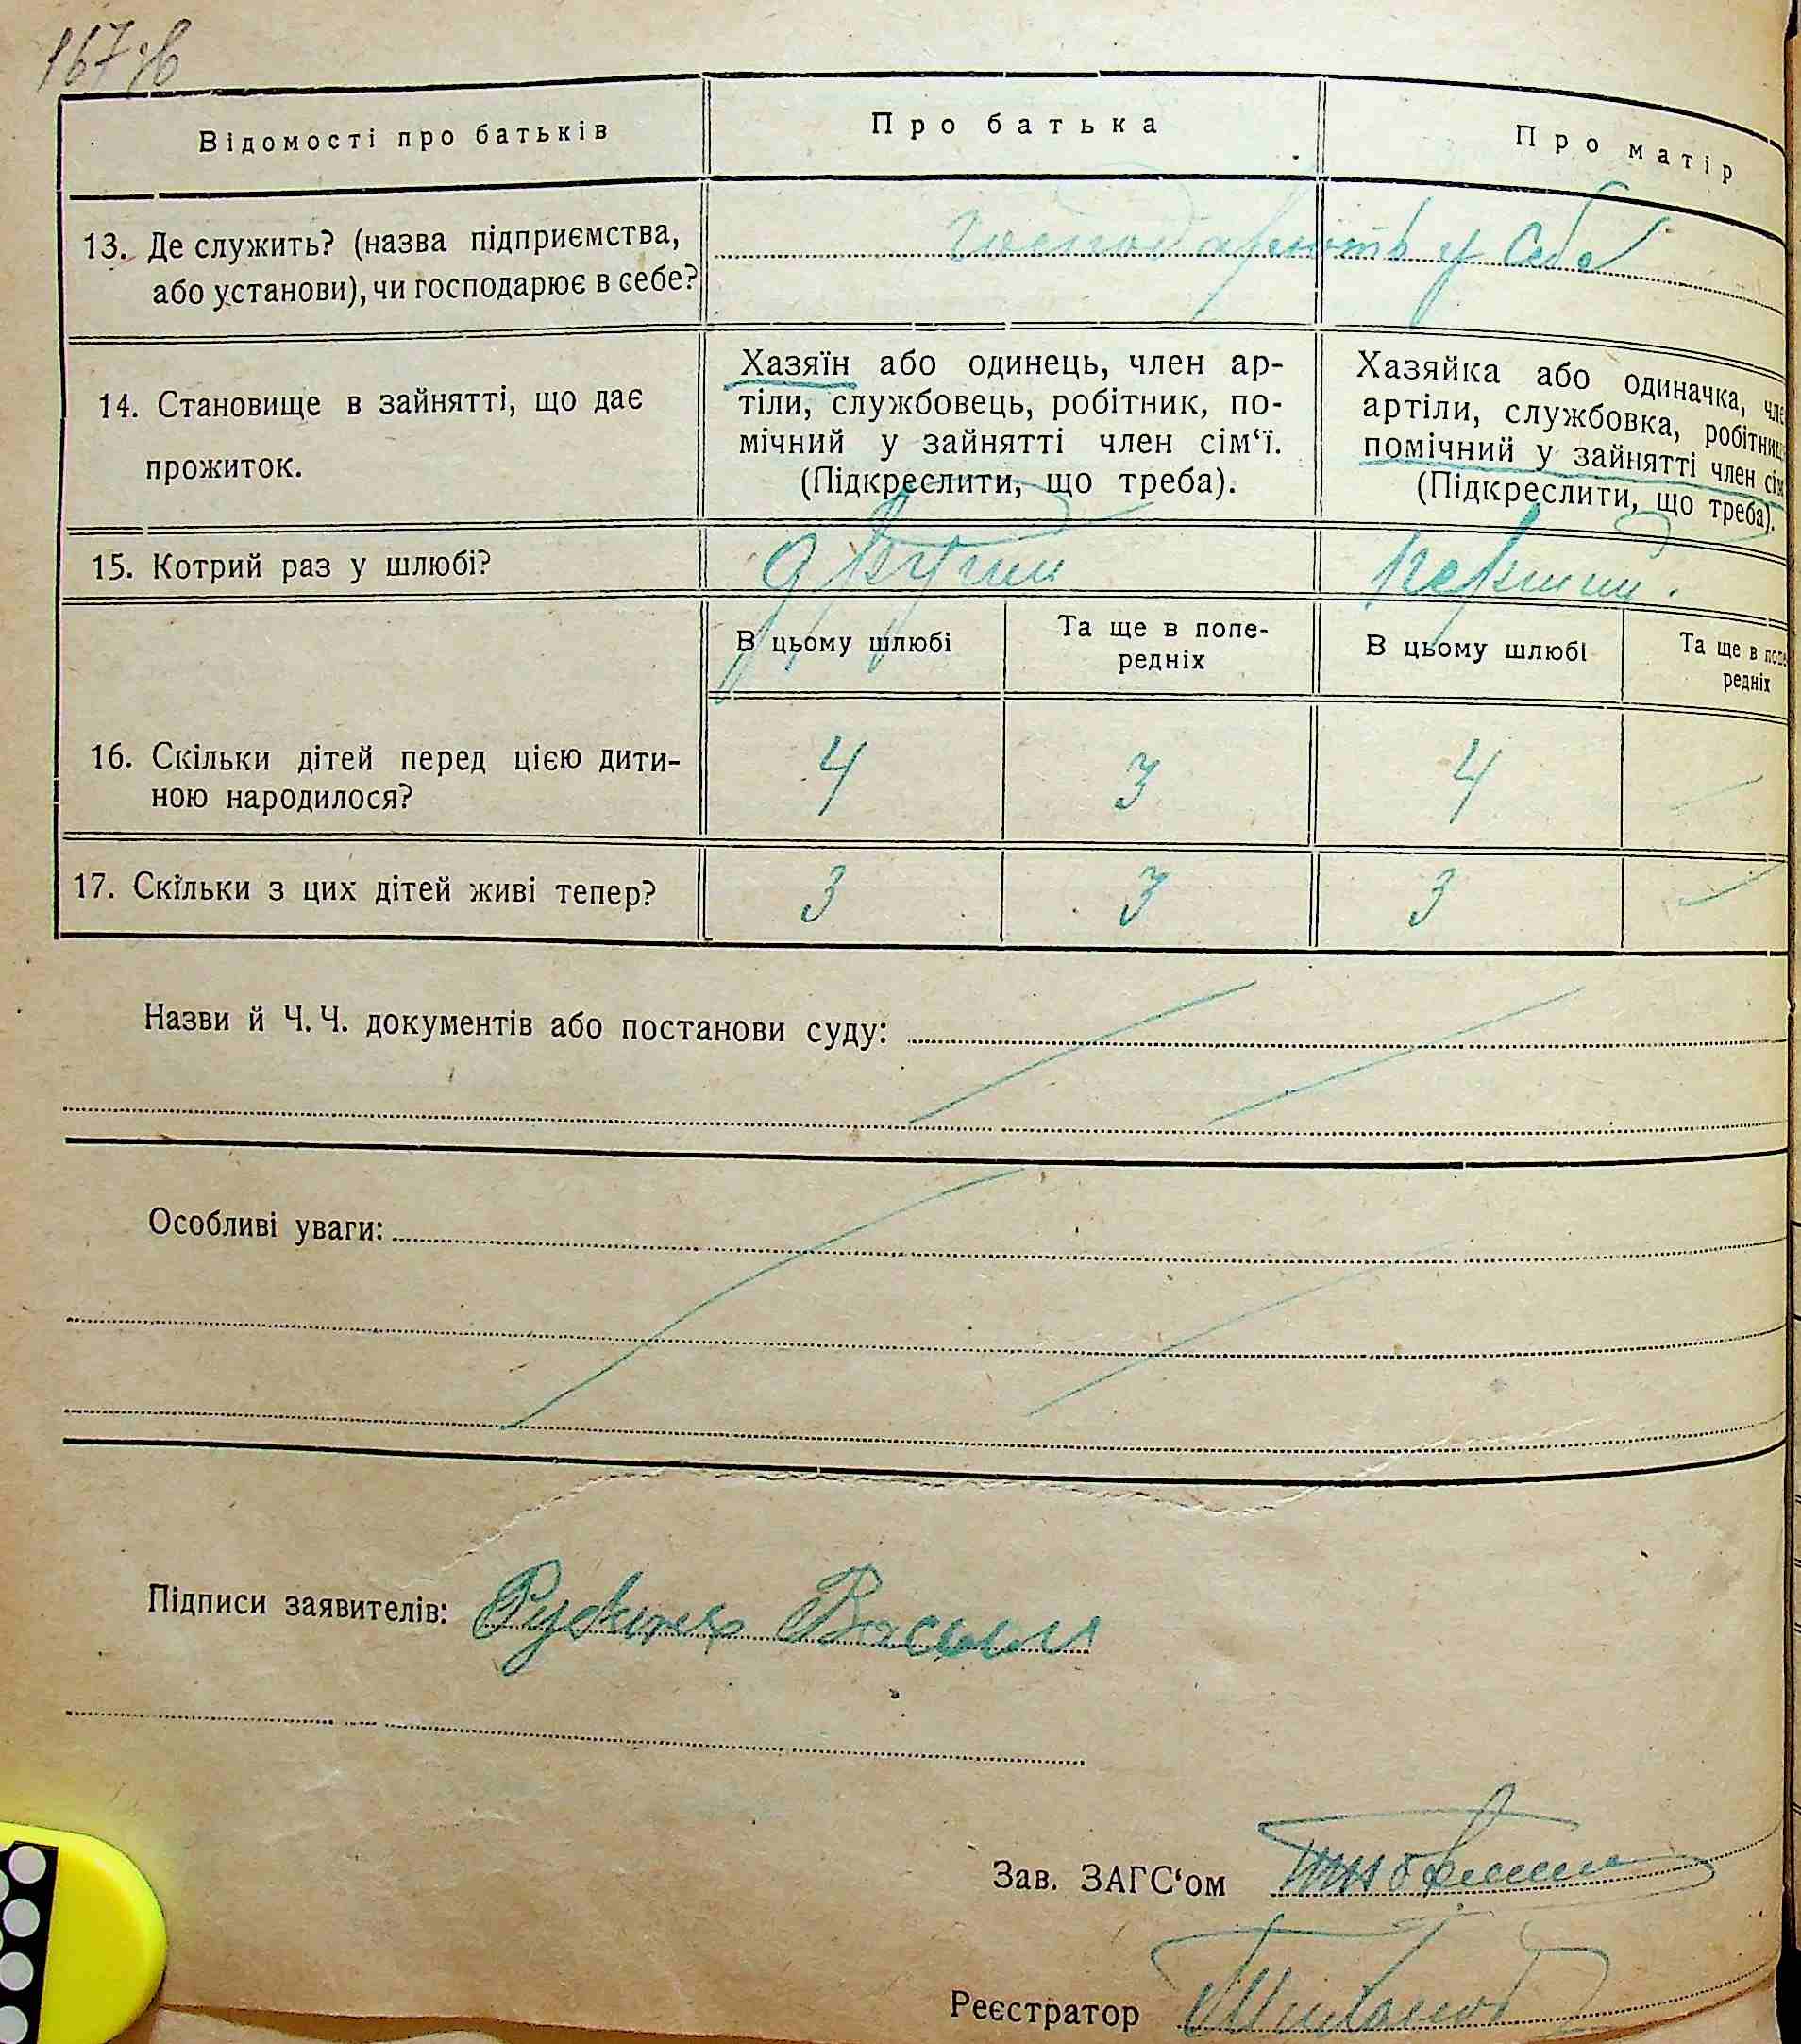 167 зв
Відомості про батьків
Про батька
Про матір
13. Де служить? (назва підприємства,
або установи), чи господарює в себе?
господарюють у себе
14. Становище в зайнятті, що дає
прожиток.
Хазяїн або одинець, член ар-
тіли, службовець, робітник, по-
мічний у зайнятті член сім‘ї.
(Підкреслити, що треба).
Хазяйка або одиначка, чле
артіли, службовка, робітниц
помічний у зайнятті член сім
(Підкреслити, що треба).
15. Котрий раз у шлюбі?
другий
перший.
В цьому шлюбі
Та ще в попе-
редніх
В цьому шлюбі
Та ще в попе
редніх
16. Скільки дітей перед цією дити-
ною народилося?
4
3
4
—
17. Скільки з цих дітей живі тепер?
3
3
3
—
Назви й Ч. Ч. документів або постанови суду:
Особливі уваги:
Підписи заявителів:
Василь
Зав. ЗАГС‘ом
Реєстратор